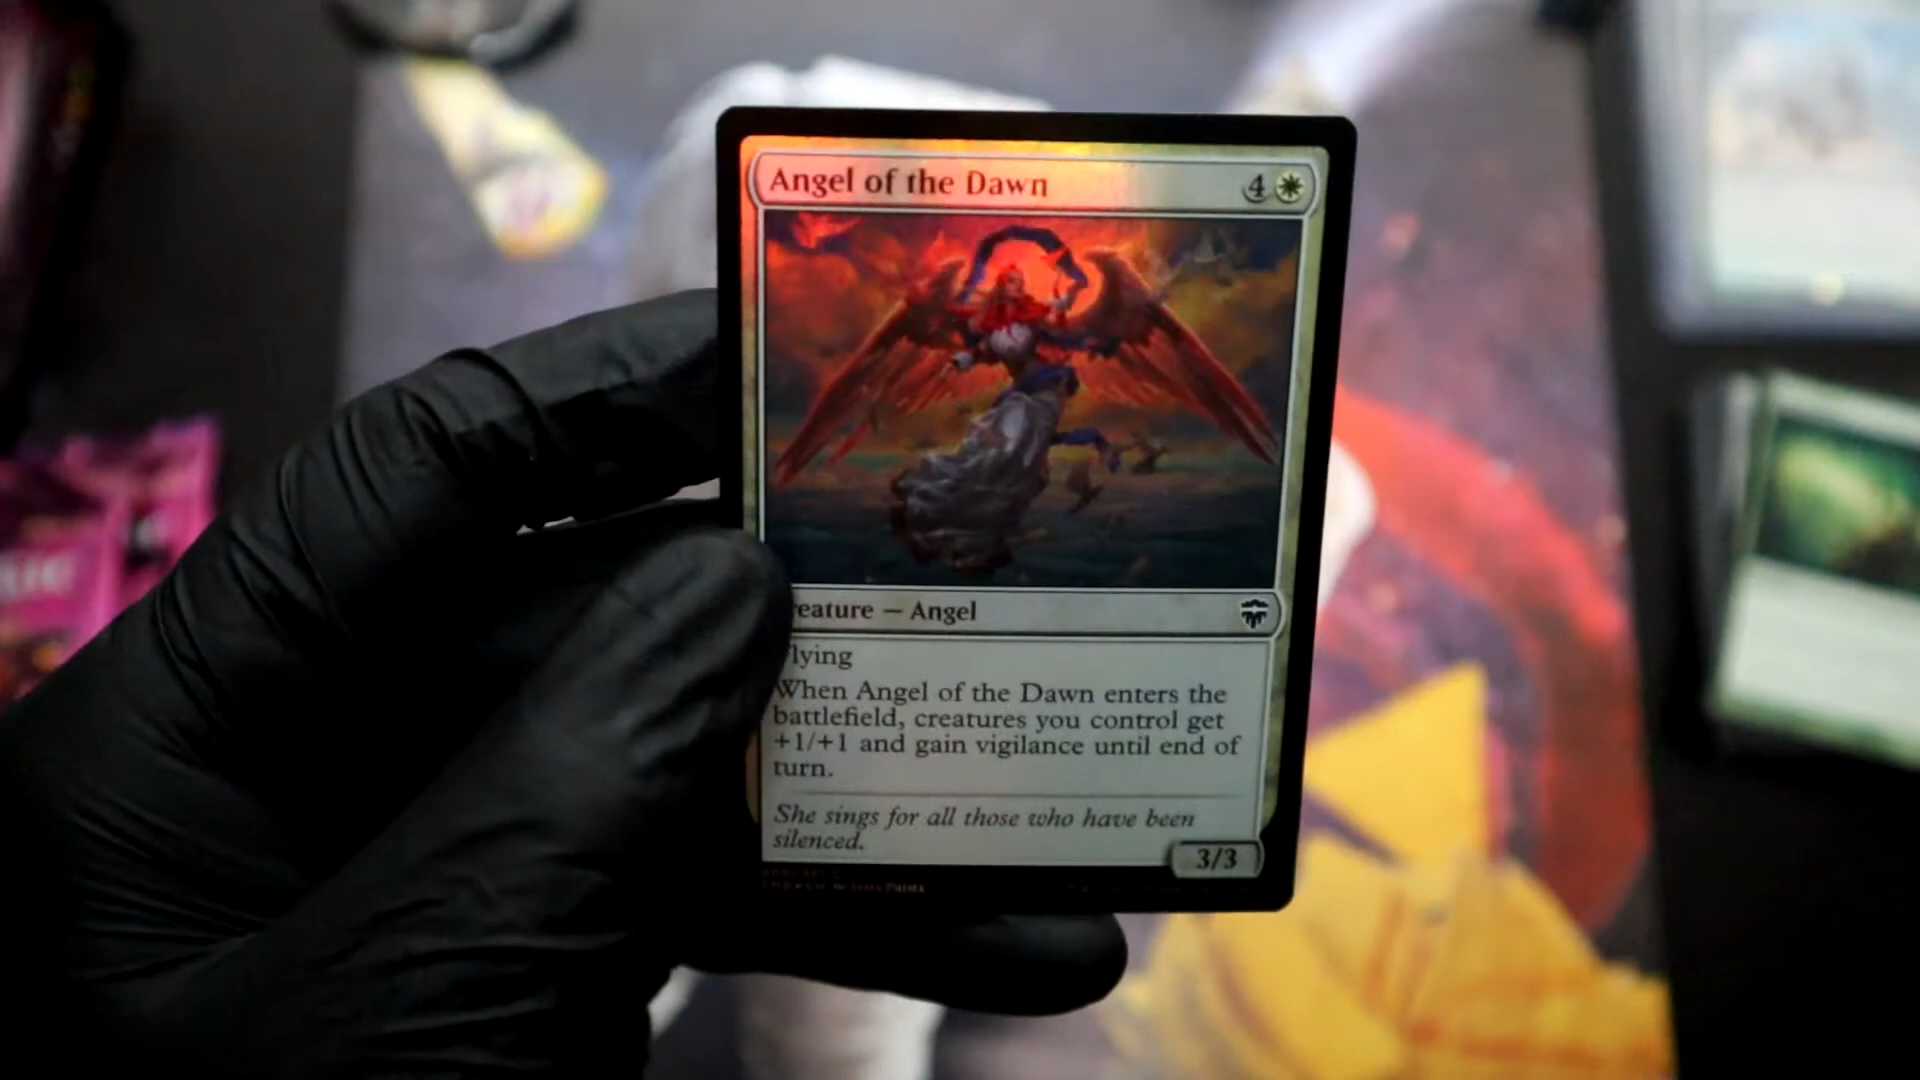 Angel of the Dawn 4
reature — Angel
lying
When Angel of the Dawn enters the
battlefield, creatures you control get
+1/+1 and gain vigilance until end of
turn.
She sings for all those who have been
silenced.
3/3